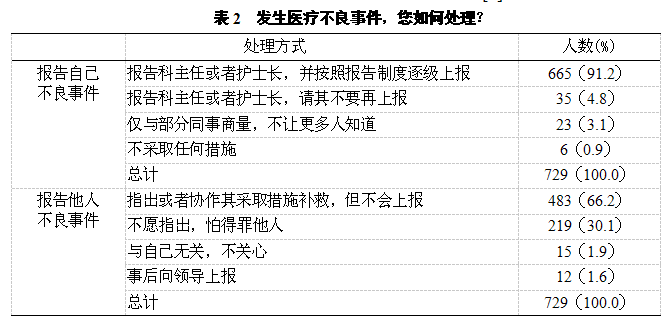 表 2 发生医疗不良事件，您如何处理？
处理方式 人数(%)
报告自己 报告科主任或者护士长，并按照报告制度逐级上报 665（91.2）
不良事件 报告科主任或者护士长，请其不要再上报 35（4.8）
仅与部分同事商量，不让更多人知道 23（3.1）
不采取任何措施 6（0.9）
总计 729（100.0）
报告他人 指出或者协作其采取措施补救，但不会上报 483（66.2）
不良事件 不愿指出，怕得罪他人 219（30.1）
与自己无关，不关心 15（1.9）
事后向领导上报 12（1.6）
总计 729（100.0）